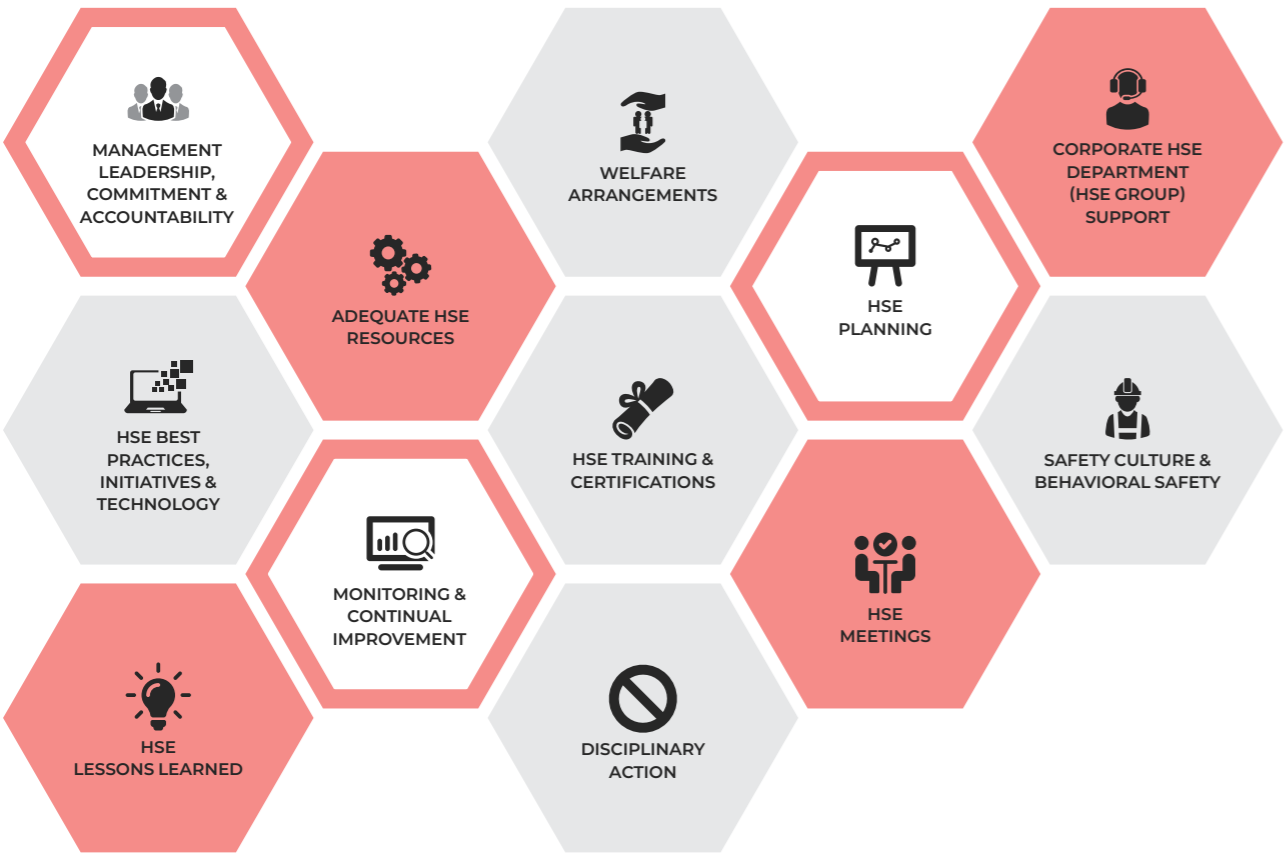 MANAGEMENT
LEADERSHIP,
COMMITMENT &
ACCOUNTABILITY
WELFARE
ARRANGEMENTS
CORPORATE HSE
DEPARTMENT
(HSE GROUP)
SUPPORT
ADEQUATE HSE
RESOURCES
HSE
PLANNING
HSE BEST
PRACTICES,
INITIATIVES &
TECHNOLOGY
HSE TRAINING &
CERTIFICATIONS
SAFETY CULTURE &
BEHAVIORAL SAFETY
MONITORING &
CONTINUAL
IMPROVEMENT
HSE
MEETINGS
HSE
LESSONS LEARNED
DISCIPLINARY
ACTION